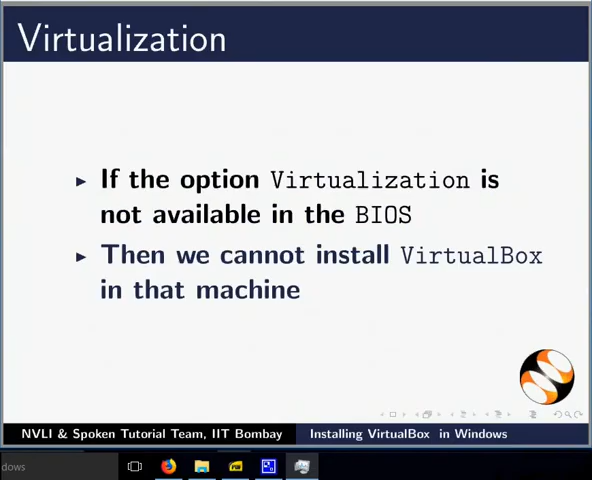 Virtualization
If the option Virtualization is
not available in the BIOS
Then we cannot install VirtualBox
in that machine
NVLI & Spoken Tutorial Team, IIT Bombay
Installing VirtualBox in Windows
dows